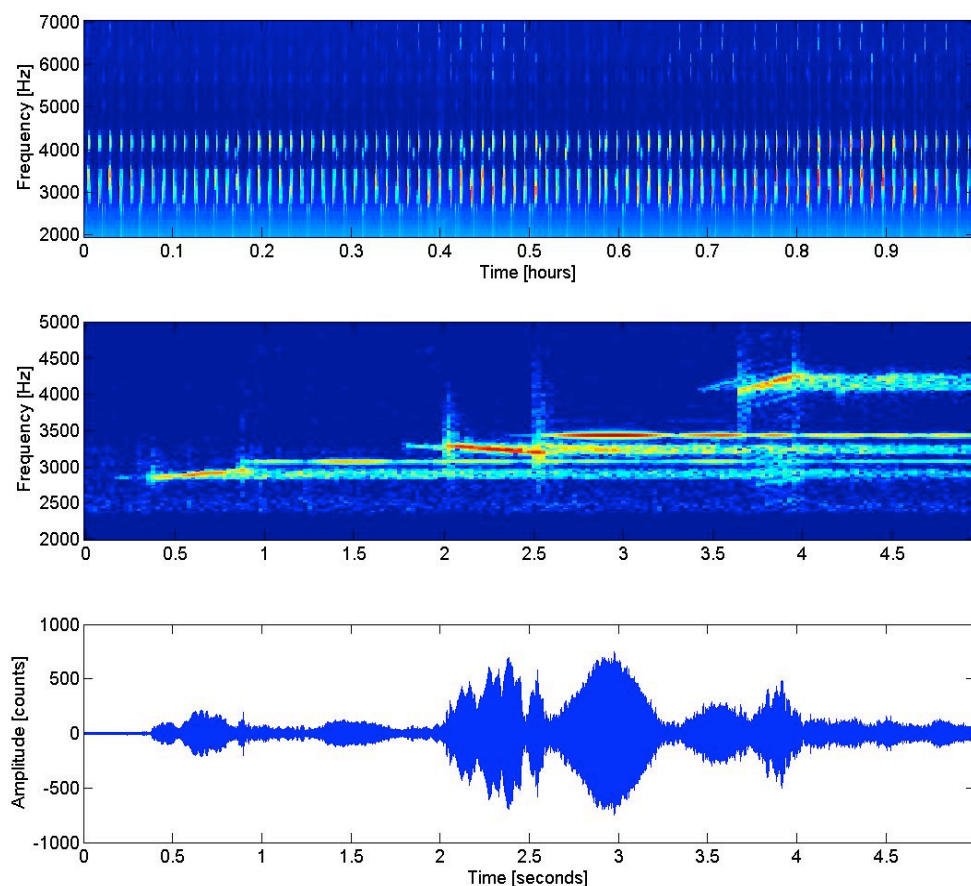 7000
6000
5000
4000
3000
2000
Frequency [Hz]
0 0.1 0.2 0.3 0.4 0.5 0.6 0.7 0.8 0.9
Time [hours]
5000
4500
4000
3500
3000
2500
2000
Frequency [Hz]
0 0.5 1 1.5 2 2.5 3 3.5 4 4.5
1000
500
0
-500
-1000
Amplitude [counts]
0 0.5 1 1.5 2 2.5 3 3.5 4 4.5
Time [seconds]